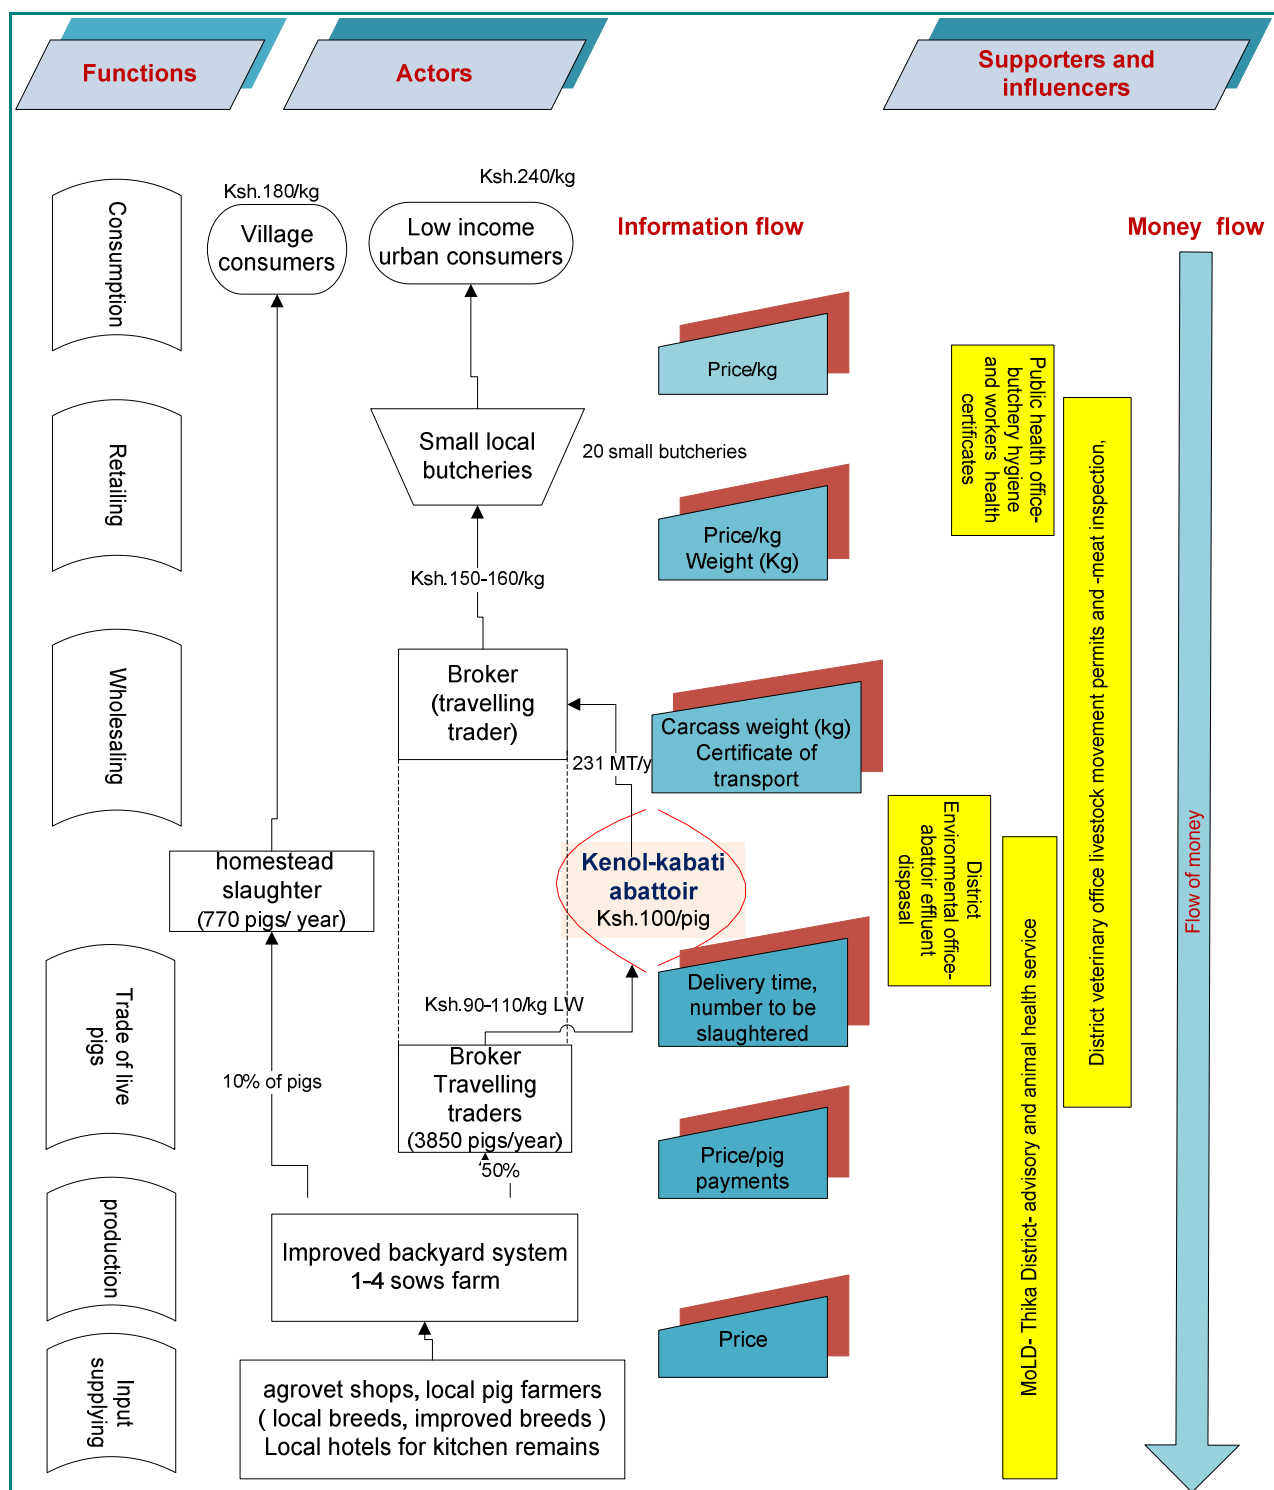 Functions
Actors
Supporters and
influencers
Ksh.180/kg
Ksh.240/kg
Consumption
Village
consumers
Low income
urban consumers
Information flow
Money flow
Price/kg
Public health office-
butchery hygiene
and workers health
certificates
Retailing
Small local
butcheries
20 small butcheries
Price/kg
Weight (Kg)
District veterinary office livestock movement permits and -meat inspection,
Ksh.150-160/kg
Wholesaling
Broker
(travelling
trader)
231 MT/y
Carcass weight (kg)
Certificate of
transport
District
Environmental office-
abattoir effluent
dispasal
Flow of money
homestead
slaughter
(770 pigs/ year)
Kenol-kabati
abattoir
Ksh.100/pig
Trade of live
pigs
Ksh.90-110/kg LW
Delivery time,
number to be
slaughtered
10% of pigs
Broker
Travelling
traders
(3850 pigs/year)
50%
Price/pig
payments
MoLD- Thika District- advisory and animal health service
production
Improved backyard system
1-4 sows farm
Price
Input
supplying
agrovet shops, local pig farmers
( local breeds, improved breeds )
Local hotels for kitchen remains